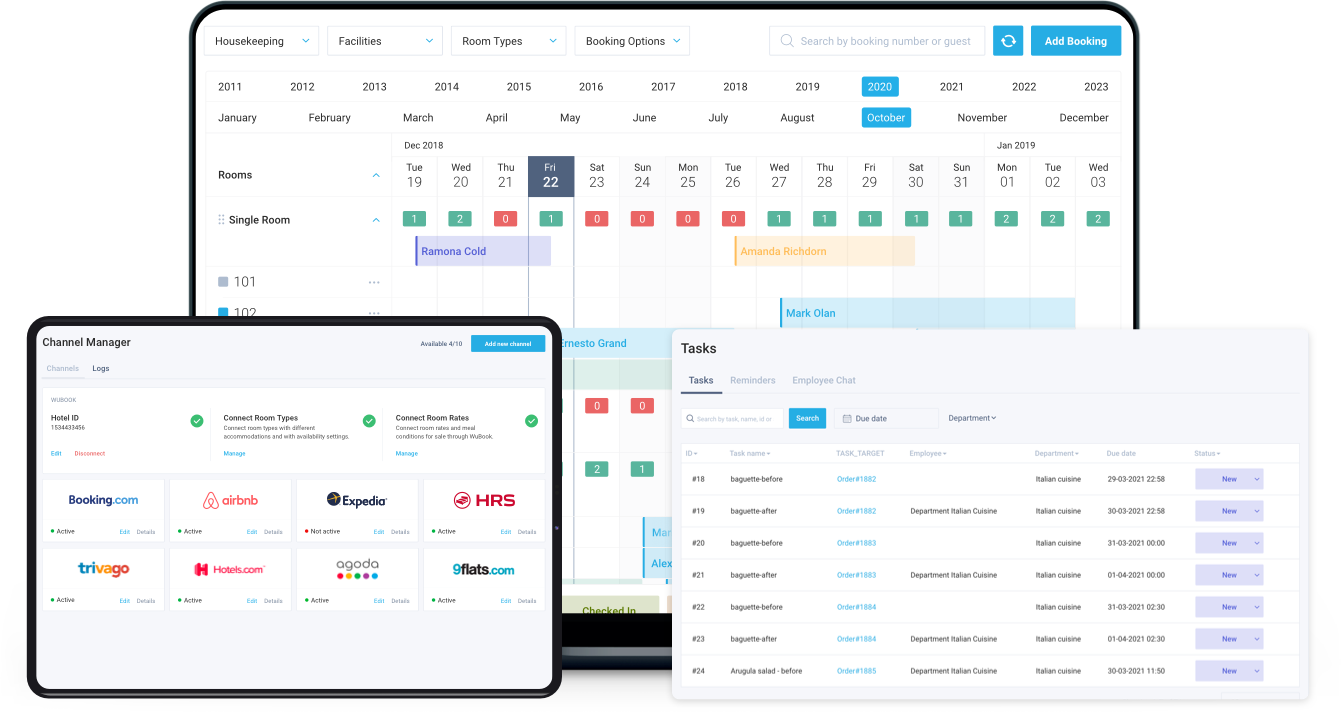 Housekeeping Facilities Room Types Booking Options Search by booking number or guest Add Booking
2011 2012 2013 2014 2015 2016 2017 2018 2019 2020 2021 2022 2023
January February March April May June July August October November December
Dec 2018 Jan 2019
Rooms Tue Wed Thu Fri Sat Sun Mon Tue Wed Thu Fri Sat Sun Mon Tue Wed
19 20 21 22 23 24 25 26 27 28 29 30 31 01 02 03
Single Room 1 2 0 1 0 0 0 0 1 1 1 1 1 2 2 2
Ramona Cold Amanda Richdorn
101
102 Mark Olan
Ernesto Grand
0 0
2 1
Mar
Alex
Checked In
Channel Manager Available 4/10 Add new channel
Channels Logs
WUBOOK
Hotel ID Connect Room Types Connect Room Rates
1534433456 Connect room types with different Connect room rates and meal
accommodations and with availability settings. conditions for sale through WuBook.
Edit Disconnect Manage Manage
Booking.com airbnb Expedia HRS
Active Edit Details Active Edit Details Not active Edit Details Active Edit Details
trivago Hotels.com agoda 9flats.com
Active Edit Details Active Edit Details Active Edit Details Active Edit Details
Tasks
Tasks Reminders Employee Chat
Search by task, name, id or Search Due date Department
ID Task name TASK_TARGET Employee Department Due date Status
#18 baguette-before Order#1882 Italian cuisine 29-03-2021 22:58 New
#19 baguette-after Order#1882 Department Italian Cuisine Italian cuisine 30-03-2021 22:58 New
#20 baguette-before Order#1883 Italian cuisine 31-03-2021 00:00 New
#21 baguette-after Order#1883 Department Italian Cuisine Italian cuisine 01-04-2021 00:00 New
#22 baguette-before Order#1884 Italian cuisine 31-03-2021 02:30 New
#23 baguette-after Order#1884 Department Italian Cuisine Italian cuisine 01-04-2021 02:30 New
#24 Arugula salad - before Order#1885 Department Italian Cuisine Italian cuisine 30-03-2021 11:50 New